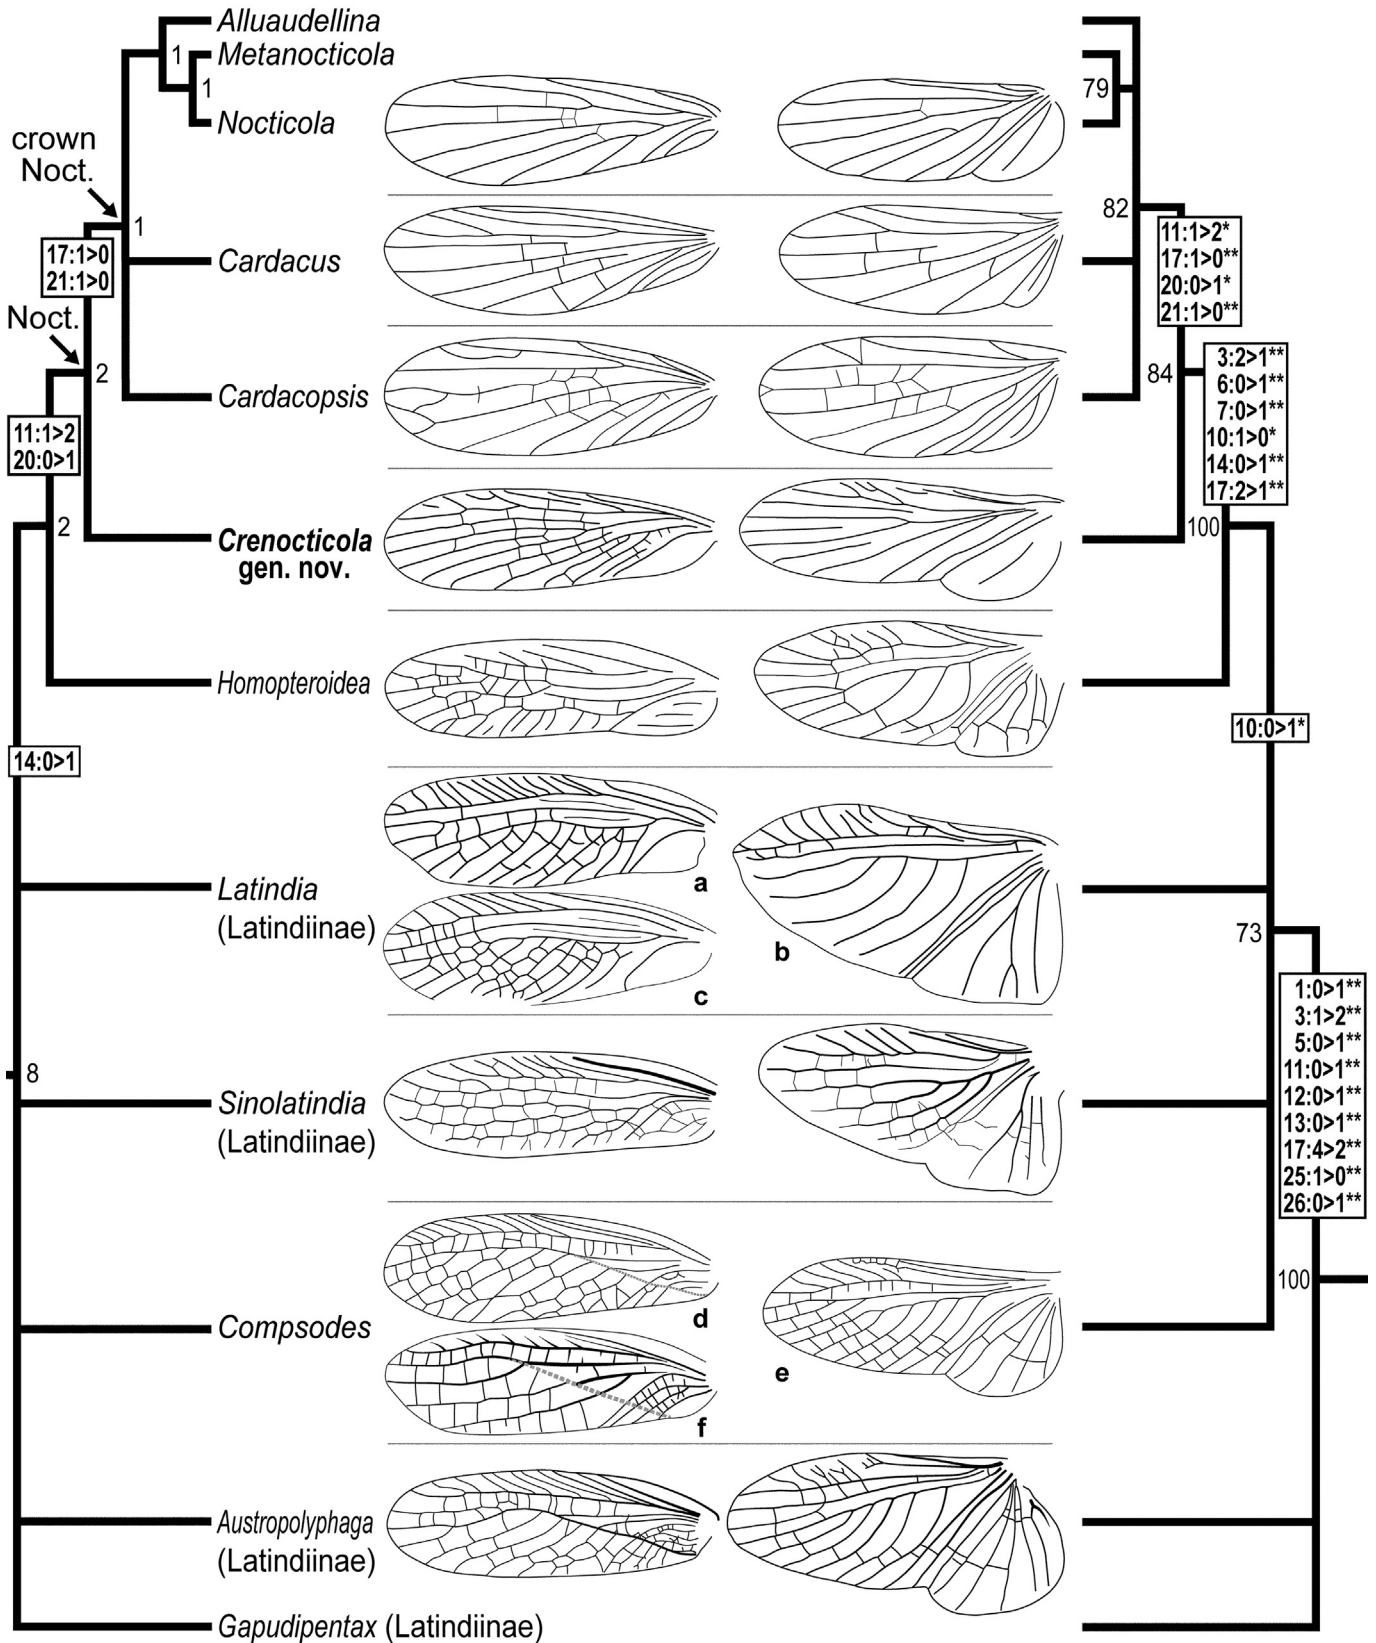 Alluaudellina
1
Metanocticola
1
79
Nocticola
crown
Noct.
1
82
11:1>2*
17:1>0**
20:0>1*
21:1>0**
17:1>0
21:1>0
Cardacus
Noct.
2
84
3:2>1**
6:0>1**
7:0>1**
10:1>0*
14:0>1**
17:2>1**
Cardacopsis
11:1>2
20:0>1
2
100
Crenocticola
gen. nov.
Homopteroidea
10:0>1*
14:0>1
Latindia
(Latindiinae)
a
b
c
73
1:0>1**
3:1>2**
5:0>1**
11:0>1**
12:0>1**
13:0>1**
17:4>2**
25:1>0**
26:0>1**
8
Sinolatindia
(Latindiinae)
100
Compsodes
d
e
f
Austropolyphaga
(Latindiinae)
Gapudipentax (Latindiinae)